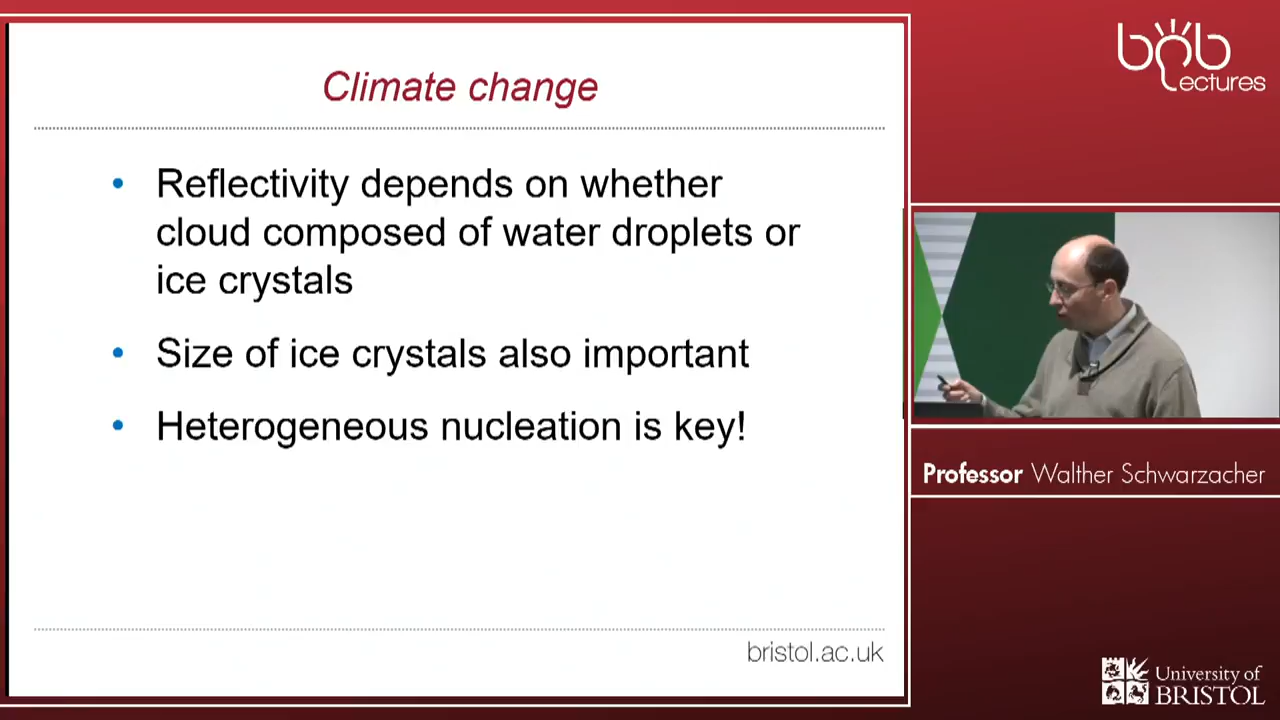 Climate change
• Reflectivity depends on whether
cloud composed of water droplets or
ice crystals
• Size of ice crystals also important
• Heterogeneous nucleation is key!
bristol.ac.uk
bob
Lectures
Professor Walther Schwarzacher
University of
BRISTOL